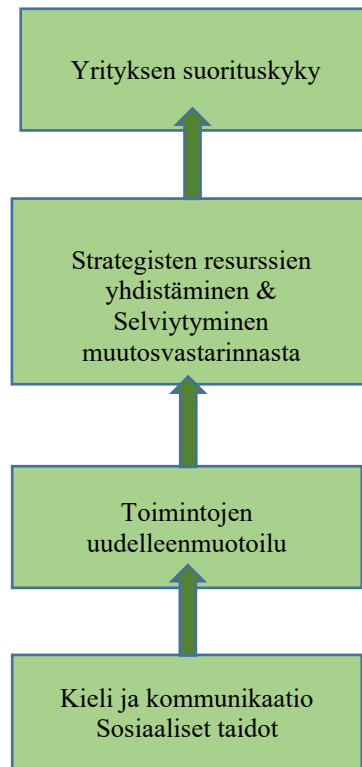 Yrityksen suorituskyky
Strategisten resurssien
yhdistäminen &
Selviytyminen
muutosvastarinnasta
Toimintojen
uudelleenmuotoilu
Kieli ja kommunikaatio
Sosiaaliset taidot